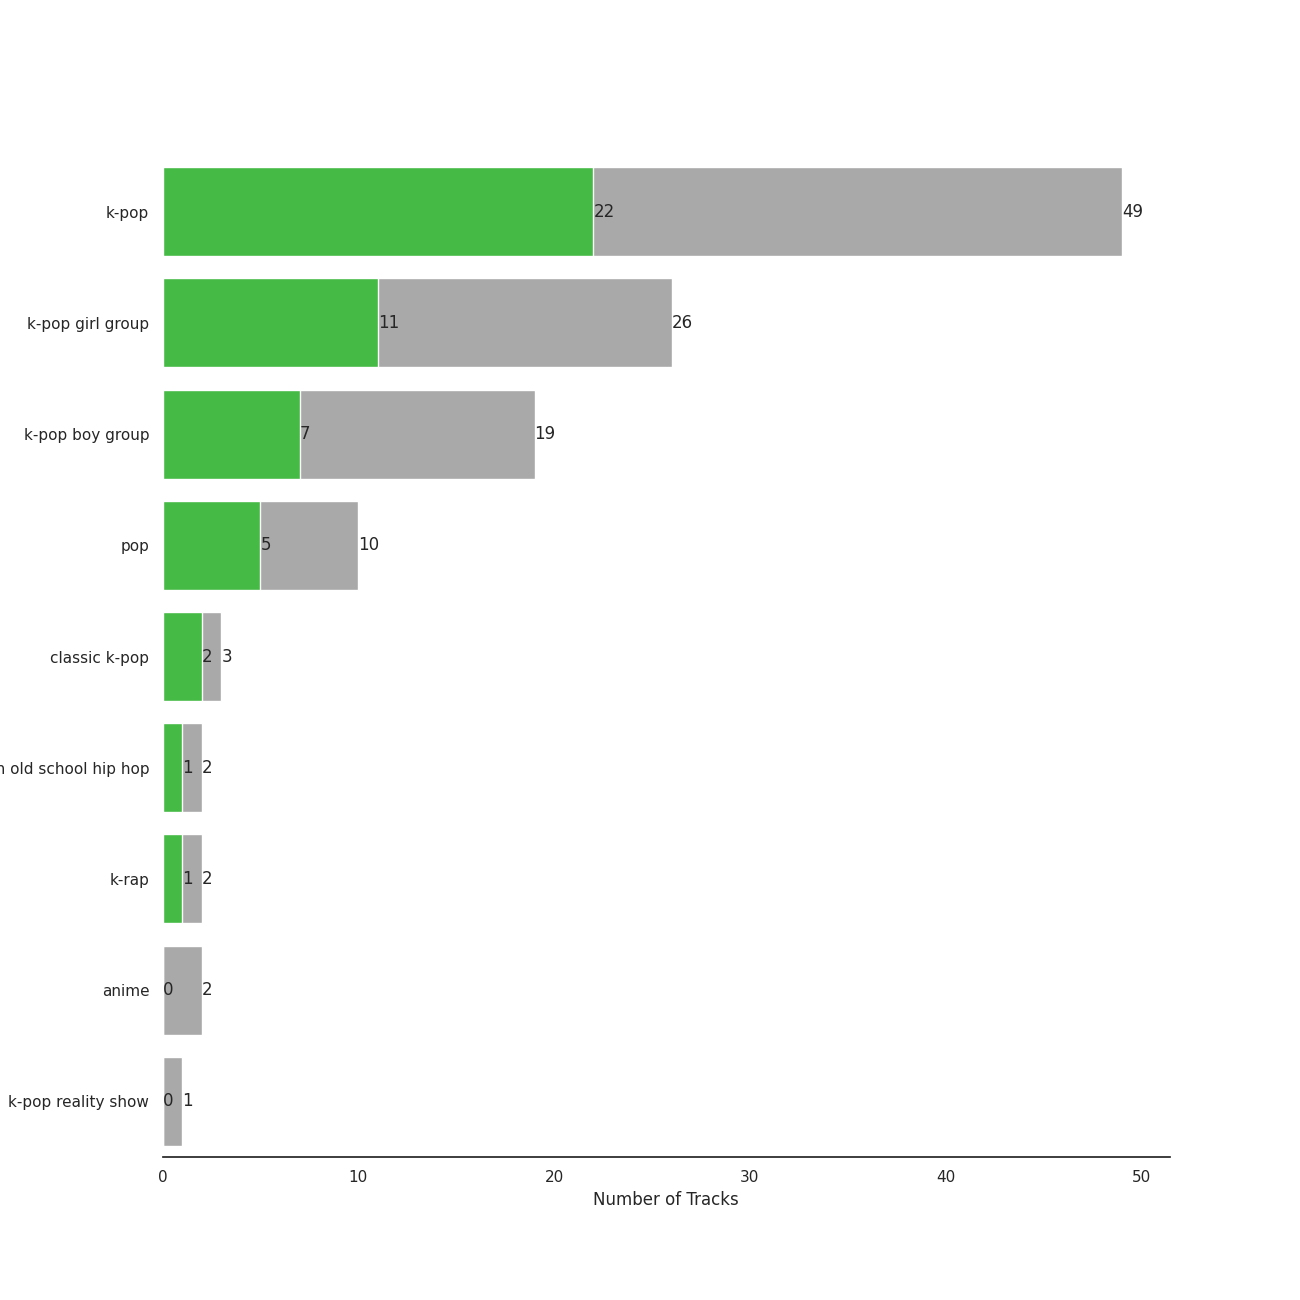 k-pop 22 49
k-pop girl group 11 26
k-pop boy group 7 19
pop 5 10
classic k-pop 2 3
old school hip hop 1 2
k-rap 1 2
anime 0 2
k-pop reality show 0 1
0 10 20 30 40 50
Number of Tracks